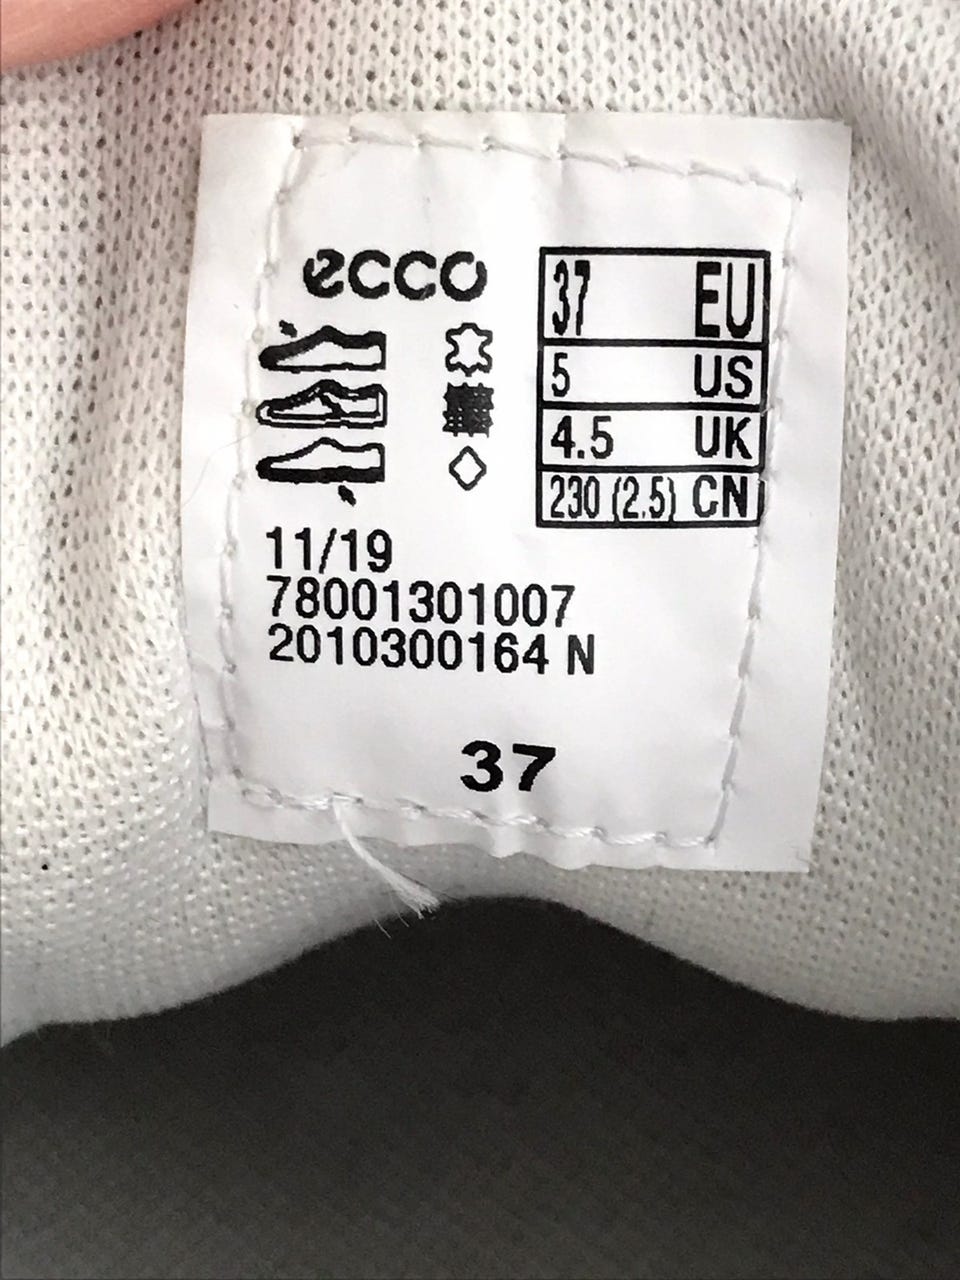 ecco
37 EU
5 US
4.5 UK
230 (2.5) CN
11/19
78001301007
2010300164 N
37